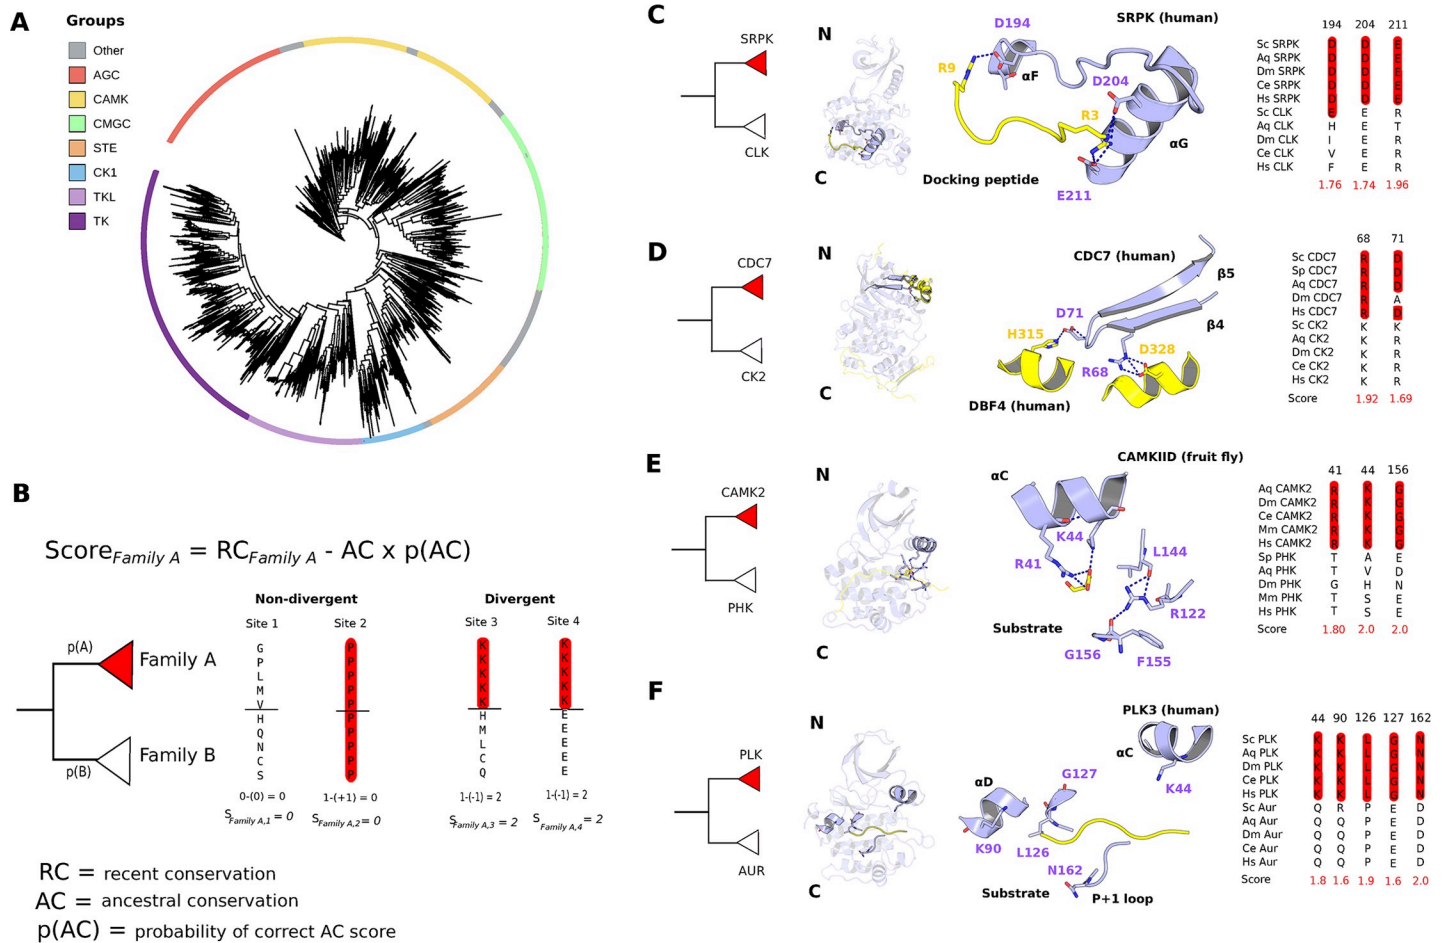 A
Groups
Other
AGC
CAMK
CMGC
STE
CK1
TKL
TK
B
Score Family A = RC Family A - AC x p(AC)
Non-divergent
Divergent
Site 1
Site 2
Site 3
Site 4
p(A)
Family A
p(B)
Family B
G P K K
P P K K
L P K K
M P K K
V P K K
H P H E
Q P M E
N P L E
C P C E
S P Q E
0-(0) = 0
1-(+1) = 0
1-(-1) = 2
1-(-1) = 2
S Family A,1 = 0
S Family A,2 = 0
S Family A,3 = 2
S Family A,4 = 2
RC = recent conservation
AC = ancestral conservation
p(AC) = probability of correct AC score
C
SRPK
CLK
N
C
SRPK (human)
D194
R9
αF
D204
R3
αG
Docking peptide
E211
194 204 211
Sc SRPK D D E
Aq SRPK D D E
Dm SRPK D D E
Ce SRPK D D E
Hs SRPK D D E
Sc CLK E E R
Aq CLK H E T
Dm CLK I E R
Ce CLK V E R
Hs CLK F E R
1.76 1.74 1.96
D
CDC7
CK2
N
C
CDC7 (human)
β5
D71
H315
β4
D328
R68
DBF4 (human)
68 71
Sc CDC7 R D
Sp CDC7 R D
Aq CDC7 R D
Dm CDC7 R A
Hs CDC7 R D
Sc CK2 K K
Aq CK2 K R
Dm CK2 K R
Ce CK2 K R
Hs CK2 K R
Score 1.92 1.69
E
CAMK2
PHK
N
C
CAMKIID (fruit fly)
αC
K44
L144
R41
R122
Substrate
G156
F155
41 44 156
Aq CAMK2 R K G
Dm CAMK2 R K G
Ce CAMK2 R K G
Mm CAMK2 R K G
Hs CAMK2 R K G
Sp PHK T A E
Aq PHK T V D
Dm PHK G H N
Mm PHK T S E
Hs PHK T S E
Score 1.80 2.0 2.0
F
PLK
AUR
N
C
PLK3 (human)
αC
K44
αD
G127
K90
L126
N162
Substrate
P+1 loop
44 90 126 127 162
Sc PLK K K L G N
Aq PLK K K L G N
Dm PLK K K L G N
Ce PLK K K L G N
Hs PLK K K L G N
Sc Aur Q R P E D
Aq Aur Q Q P E D
Dm Aur Q Q P E D
Ce Aur Q Q P E D
Hs Aur Q Q P E D
Score 1.8 1.6 1.9 1.6 2.0